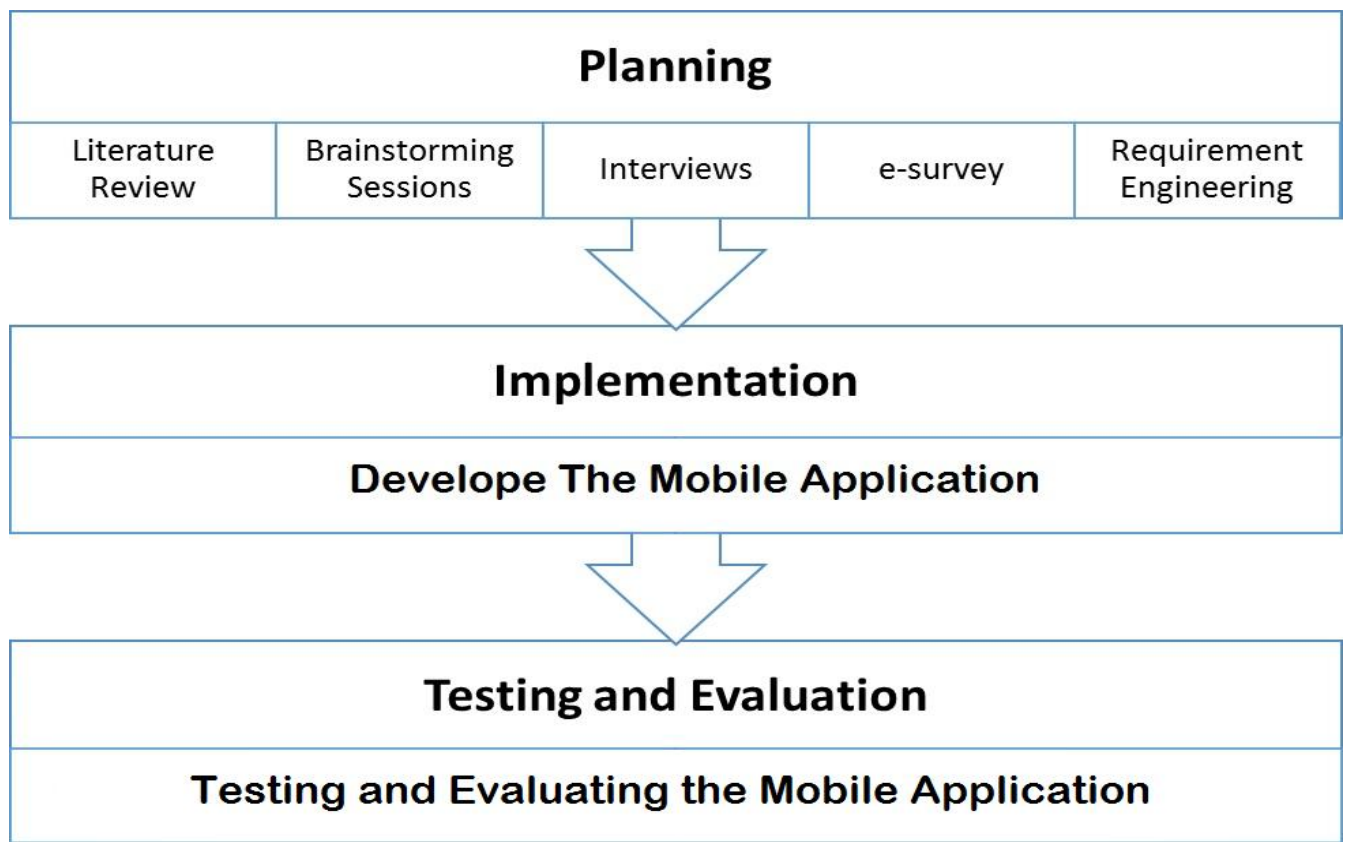 Planning
Literature
Review
Brainstorming
Sessions
Interviews
e-survey
Requirement
Engineering
Implementation
Develope The Mobile Application
Testing and Evaluation
Testing and Evaluating the Mobile Application